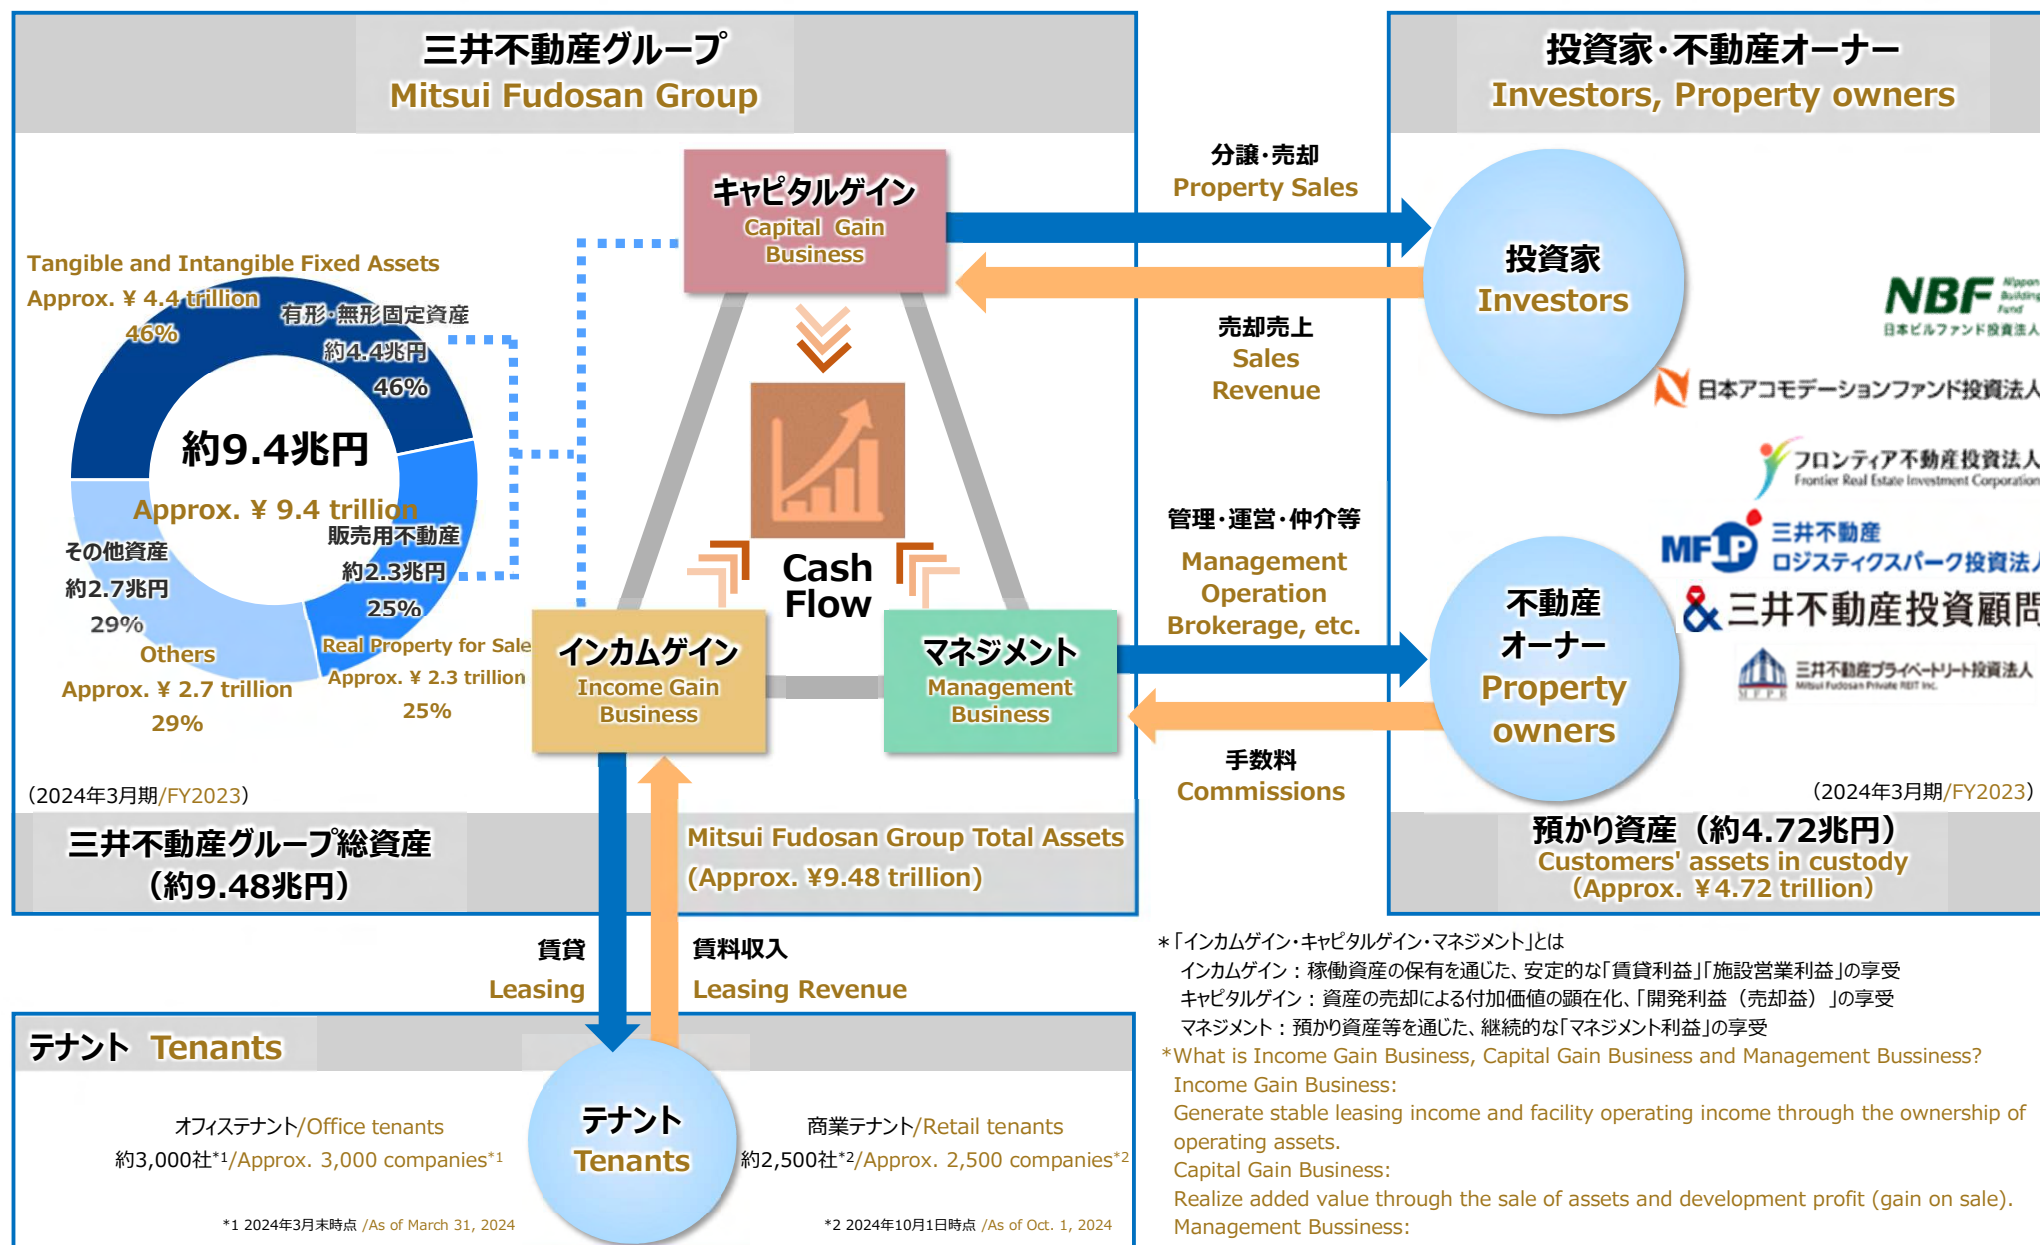 三井不動産グループ
Mitsui Fudosan Group
投資家・不動産オーナー
Investors, Property owners
キャピタルゲイン
Capital Gain
Business
分譲・売却
Property Sales
売却売上
Sales
Revenue
投資家
Investors
NBF Nippon
Building
Fund
日本ビルファンド投資法人
日本アコモデーションファンド投資法人
フロンティア不動産投資法人
Frontier Real Estate Investment Corporation
MFLP 三井不動産
ロジスティクスパーク投資法人
&三井不動産投資顧問
三井不動産プライベートリート投資法人
Mitsui Fudosan Private REIT Inc.
MFPR
Tangible and Intangible Fixed Assets
Approx. ¥ 4.4 trillion
46%
有形・無形固定資産
約4.4兆円
46%
約9.4兆円
Approx. ¥ 9.4 trillion
販売用不動産
約2.3兆円
25%
Real Property for Sale
Approx. ¥ 2.3 trillion
25%
その他資産
約2.7兆円
29%
Others
Approx. ¥ 2.7 trillion
29%
Cash
Flow
インカムゲイン
Income Gain
Business
マネジメント
Management
Business
管理・運営・仲介等
Management
Operation
Brokerage, etc.
手数料
Commissions
不動産
オーナー
Property
owners
(2024年3月期/FY2023)
三井不動産グループ総資産
(約9.48兆円)
Mitsui Fudosan Group Total Assets
(Approx. ¥9.48 trillion)
(2024年3月期/FY2023)
預かり資産(約4.72兆円)
Customers' assets in custody
(Approx. ¥4.72 trillion)
賃貸
Leasing
賃料収入
Leasing Revenue
テナント Tenants
オフィステナント/Office tenants
約3,000社*1/Approx. 3,000 companies*1
*1 2024年3月末時点 /As of March 31, 2024
テナント
Tenants
商業テナント/Retail tenants
約2,500社*2/Approx. 2,500 companies*2
*2 2024年10月1日時点 /As of Oct. 1, 2024
*「インカムゲイン・キャピタルゲイン・マネジメント」とは
インカムゲイン:稼働資産の保有を通じた、安定的な「賃貸利益」「施設営業利益」の享受
キャピタルゲイン:資産の売却による付加価値の顕在化、「開発利益(売却益)」の享受
マネジメント:預かり資産等を通じた、継続的な「マネジメント利益」の享受
*What is Income Gain Business, Capital Gain Business and Management Bussiness?
Income Gain Business:
Generate stable leasing income and facility operating income through the ownership of
operating assets.
Capital Gain Business:
Realize added value through the sale of assets and development profit (gain on sale).
Management Bussiness: